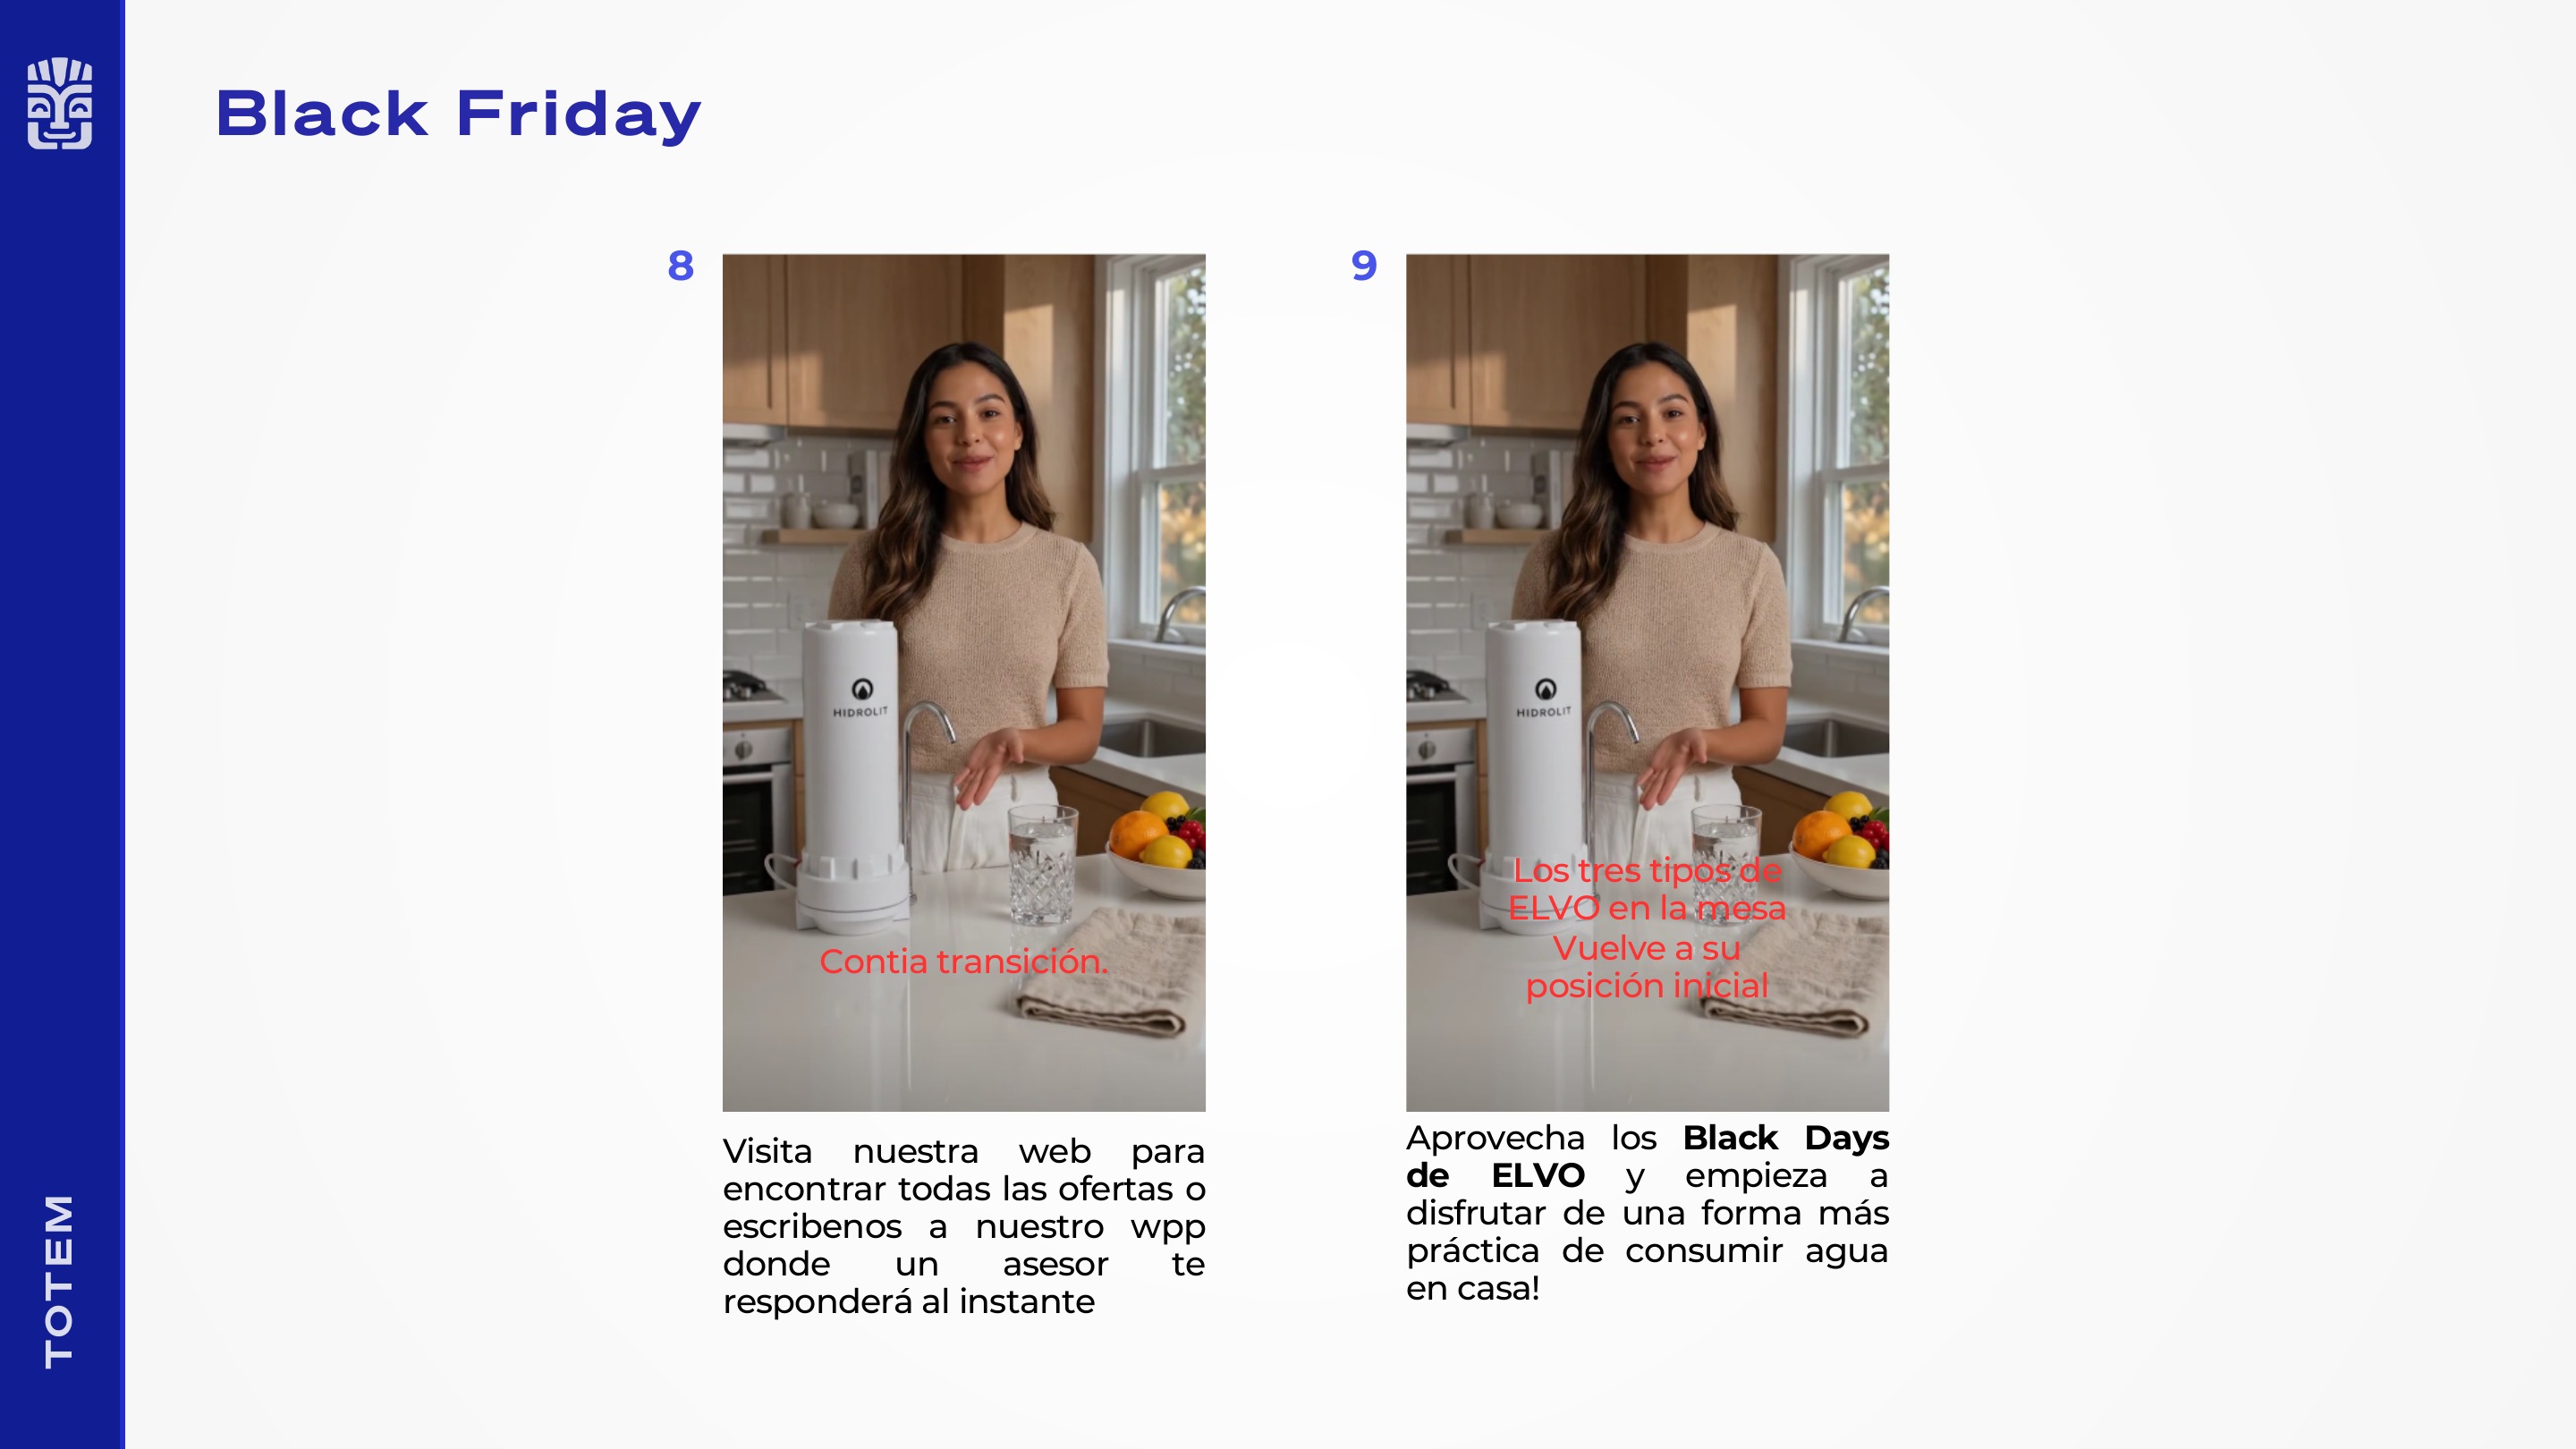 Black Friday
8
HIDROLIT
Contia transición.
Visita nuestra web para
encontrar todas las ofertas o
escribenos a nuestro wpp
donde un asesor te
responderá al instante
9
HIDROLIT
Los tres tipos de
ELVO en la mesa
Vuelve a su
posición inicial
Aprovecha los Black Days
de ELVO y empieza a
disfrutar de una forma más
práctica de consumir agua
en casa!
TOTEM